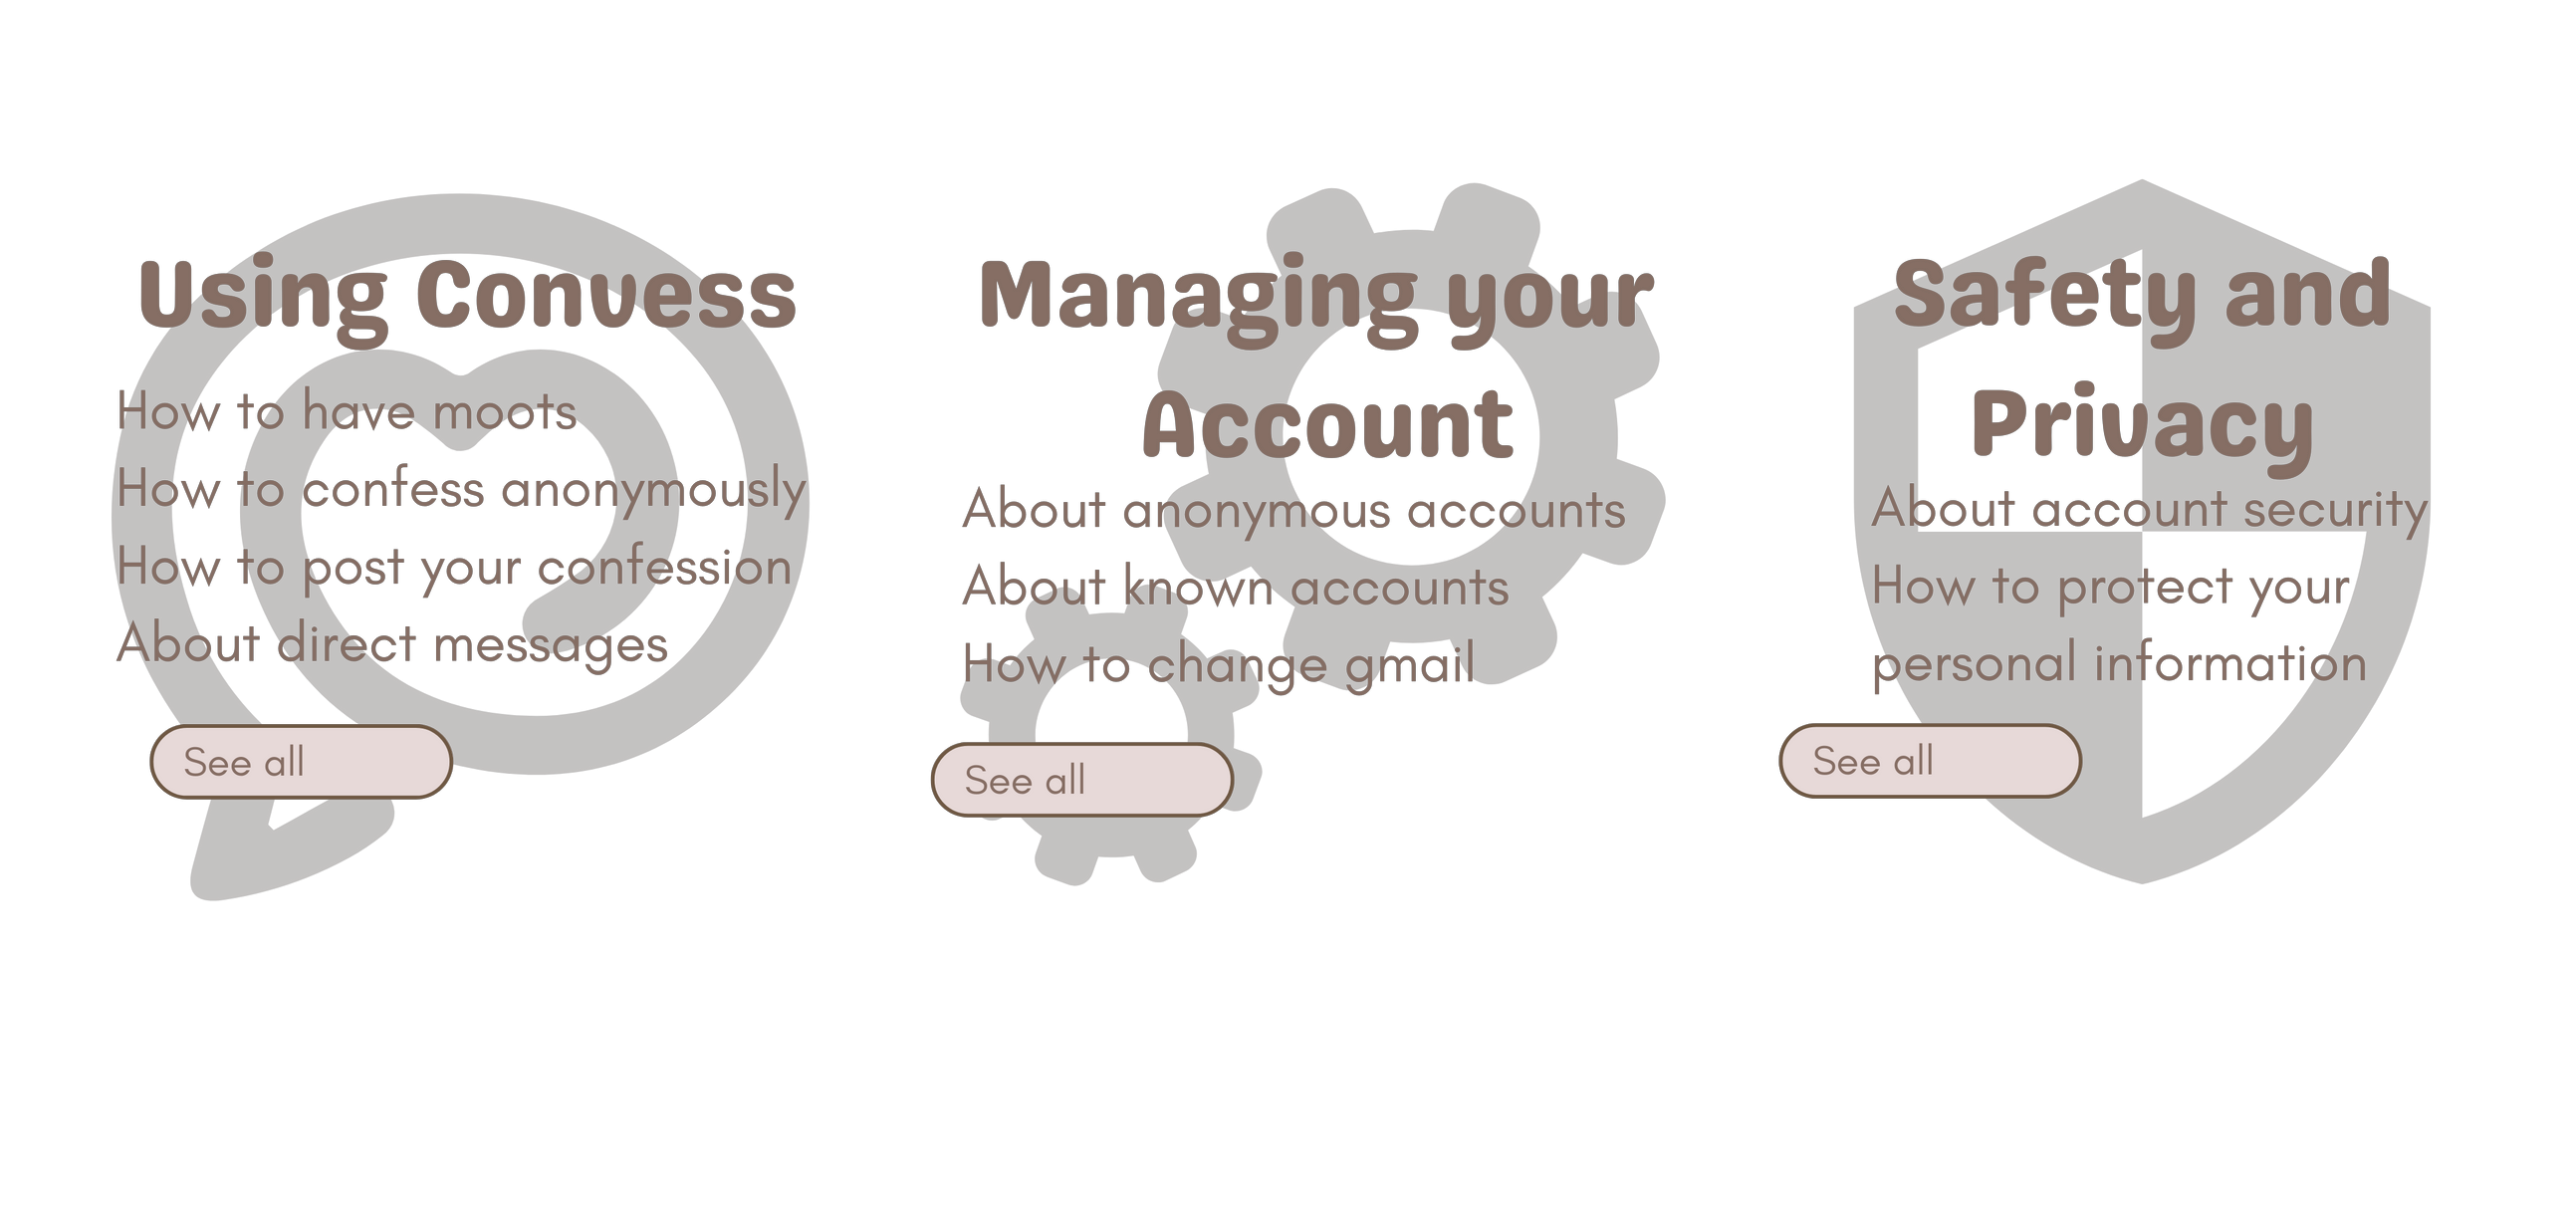 Using Convess
How to have moots
How to confess anonymously
How to post your confession
About direct messages
See all
Managing your
Account
About anonymous accounts
About known accounts
How to change gmail
See all
Safety and
Privacy
About account security
How to protect your
personal information
See all